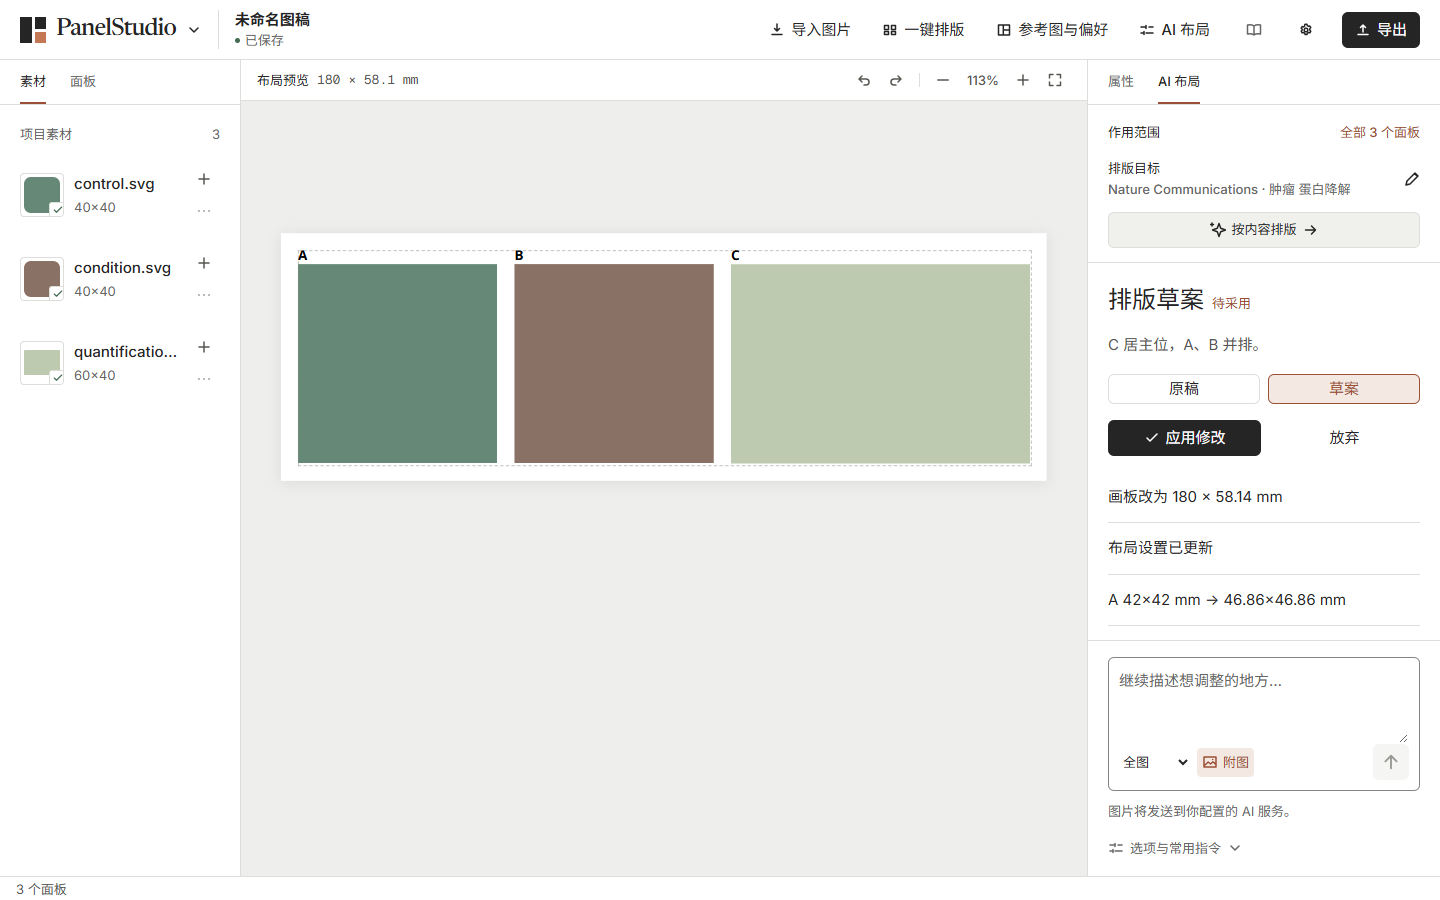 PanelStudio
未命名图稿
已保存
导入图片
一键排版
参考图与偏好
AI 布局
导出
素材
面板
项目素材
3
control.svg
40×40
condition.svg
40×40
quantificatio...
60×40
布局预览 180 × 58.1 mm
113%
A
B
C
属性
AI 布局
作用范围
全部 3 个面板
排版目标
Nature Communications · 肿瘤 蛋白降解
按内容排版
排版草案 待采用
C 居主位，A、B 并排。
原稿
草案
应用修改
放弃
画板改为 180 × 58.14 mm
布局设置已更新
A 42×42 mm → 46.86×46.86 mm
继续描述想调整的地方...
全图
附图
图片将发送到你配置的 AI 服务。
选项与常用指令
3 个面板